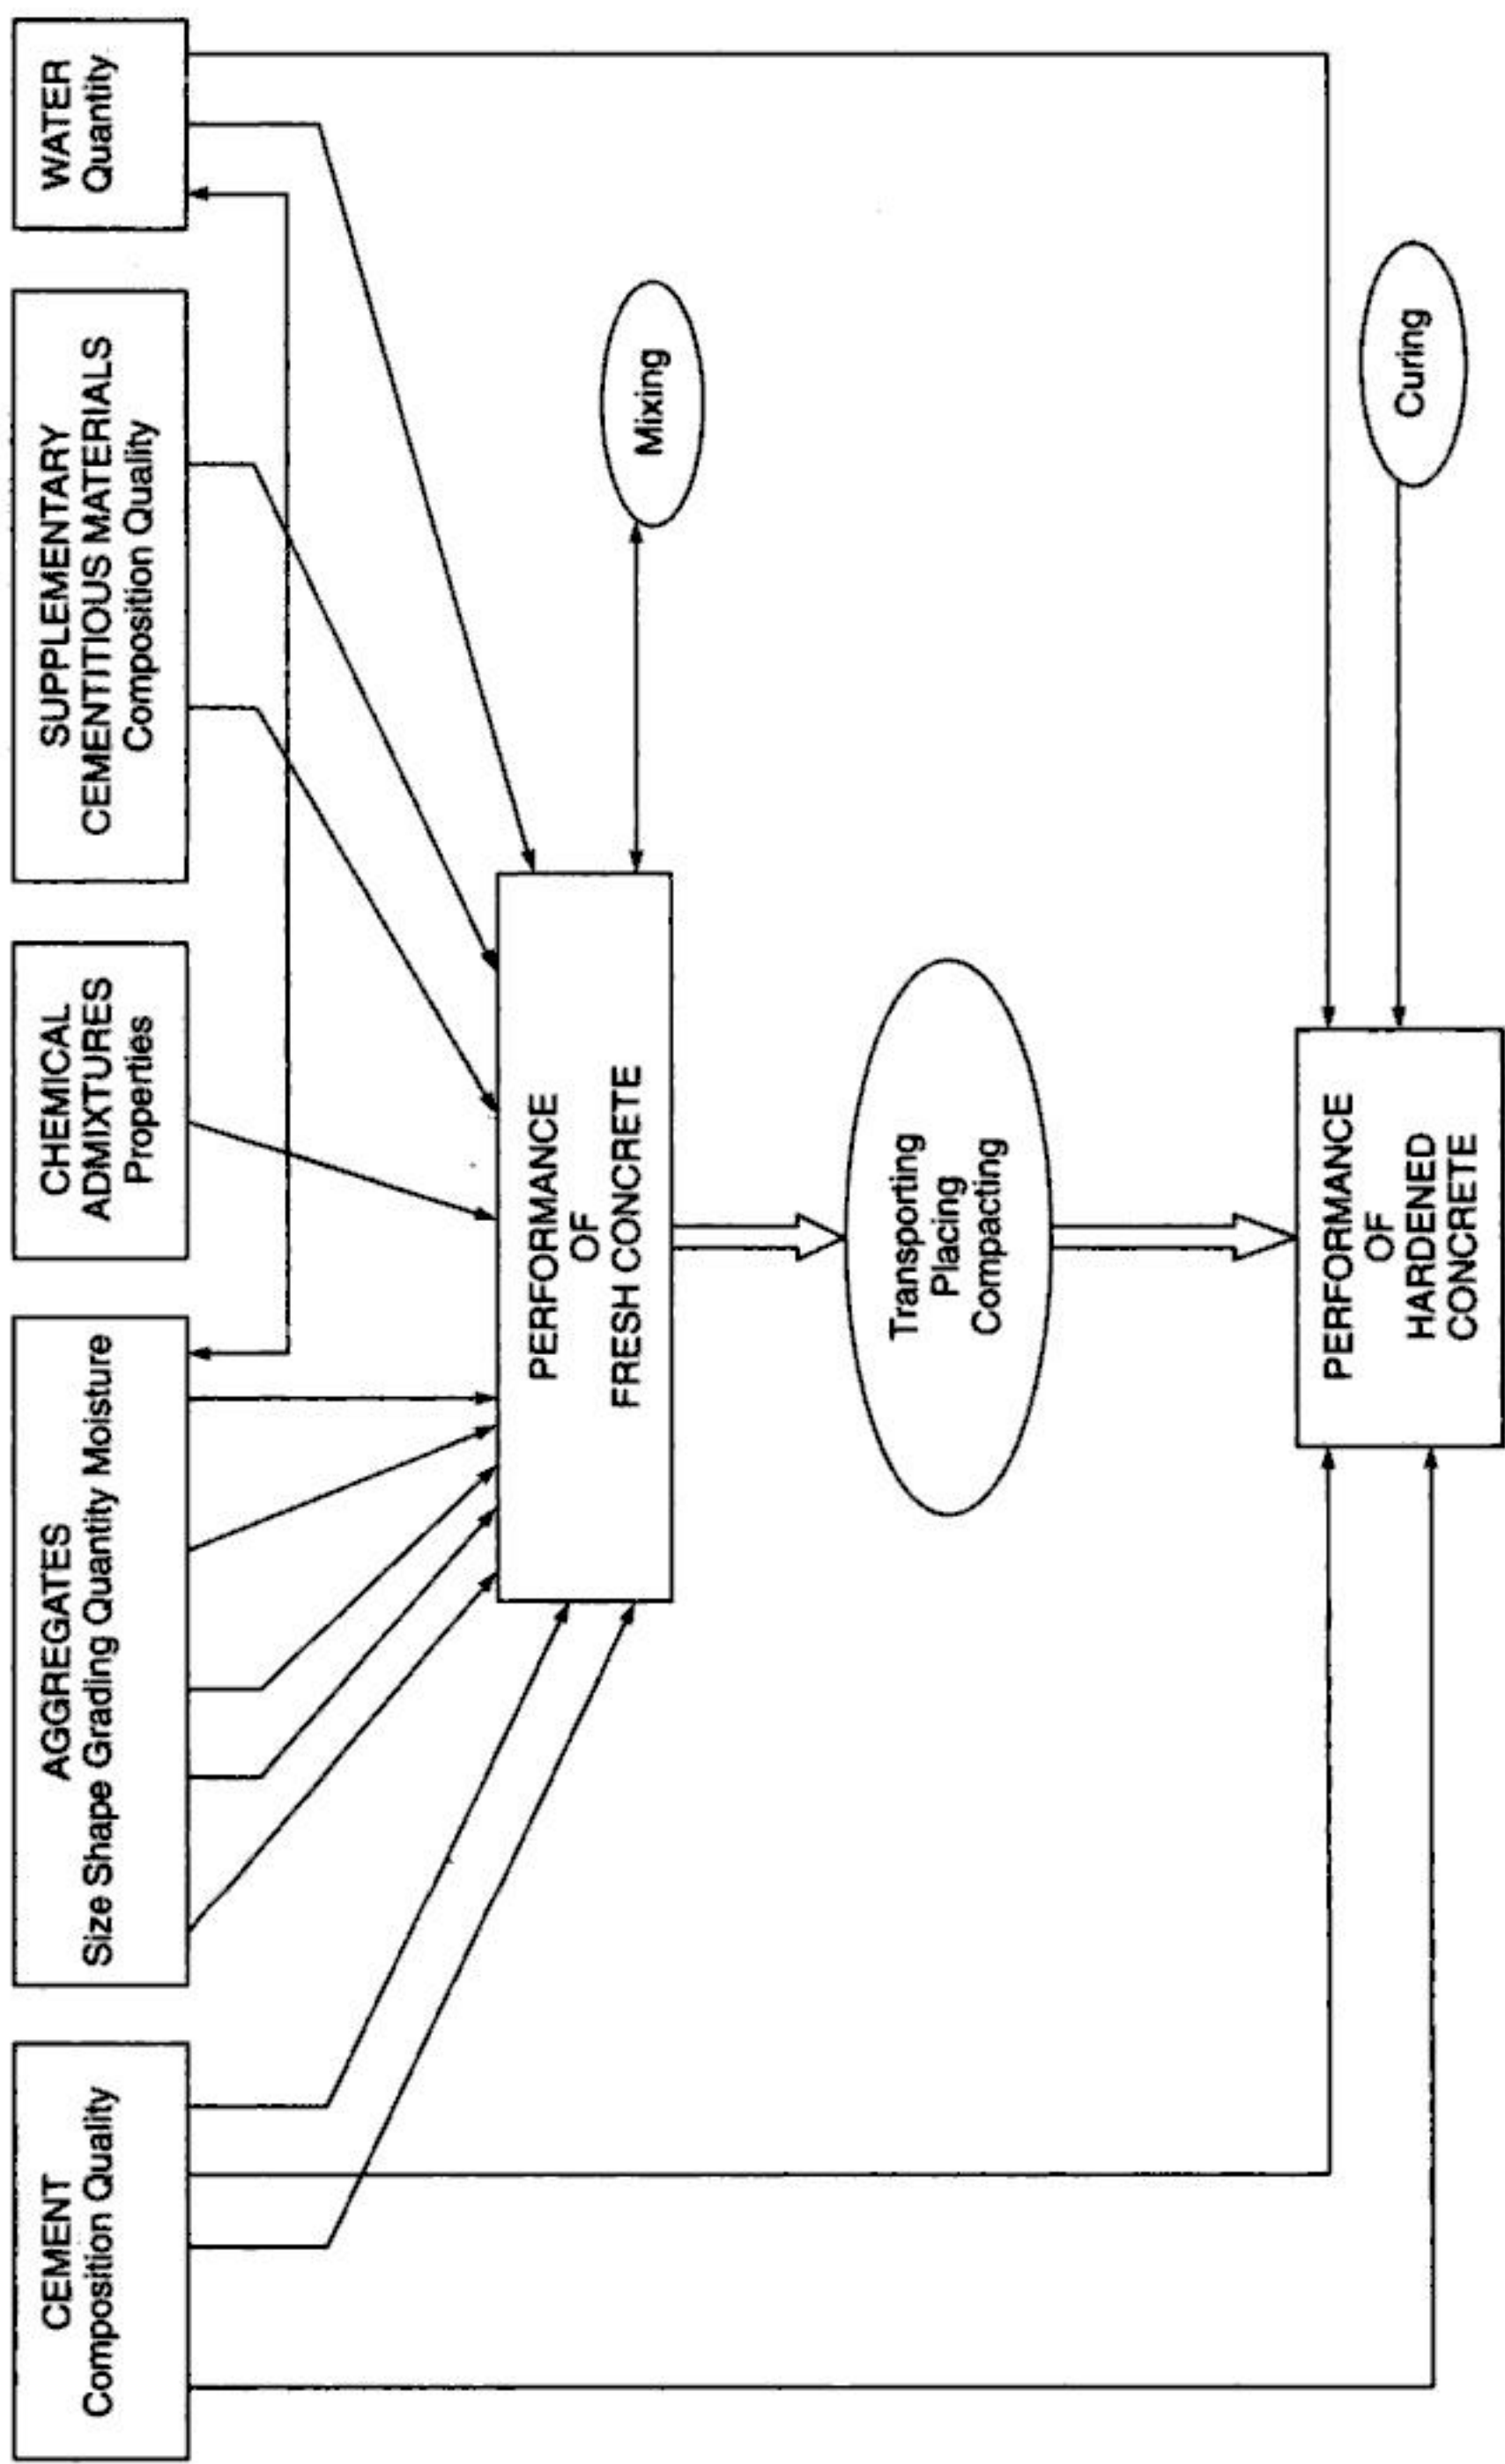 CEMENT
Composition Quality
AGGREGATES
Size Shape Grading Quantity Moisture
CHEMICAL
ADMIXTURES
Properties
SUPPLEMENTARY
CEMENTITIOUS MATERIALS
Composition Quality
WATER
Quantity
PERFORMANCE
OF
FRESH CONCRETE
Mixing
Transporting
Placing
Compacting
PERFORMANCE
OF
HARDENED
CONCRETE
Curing